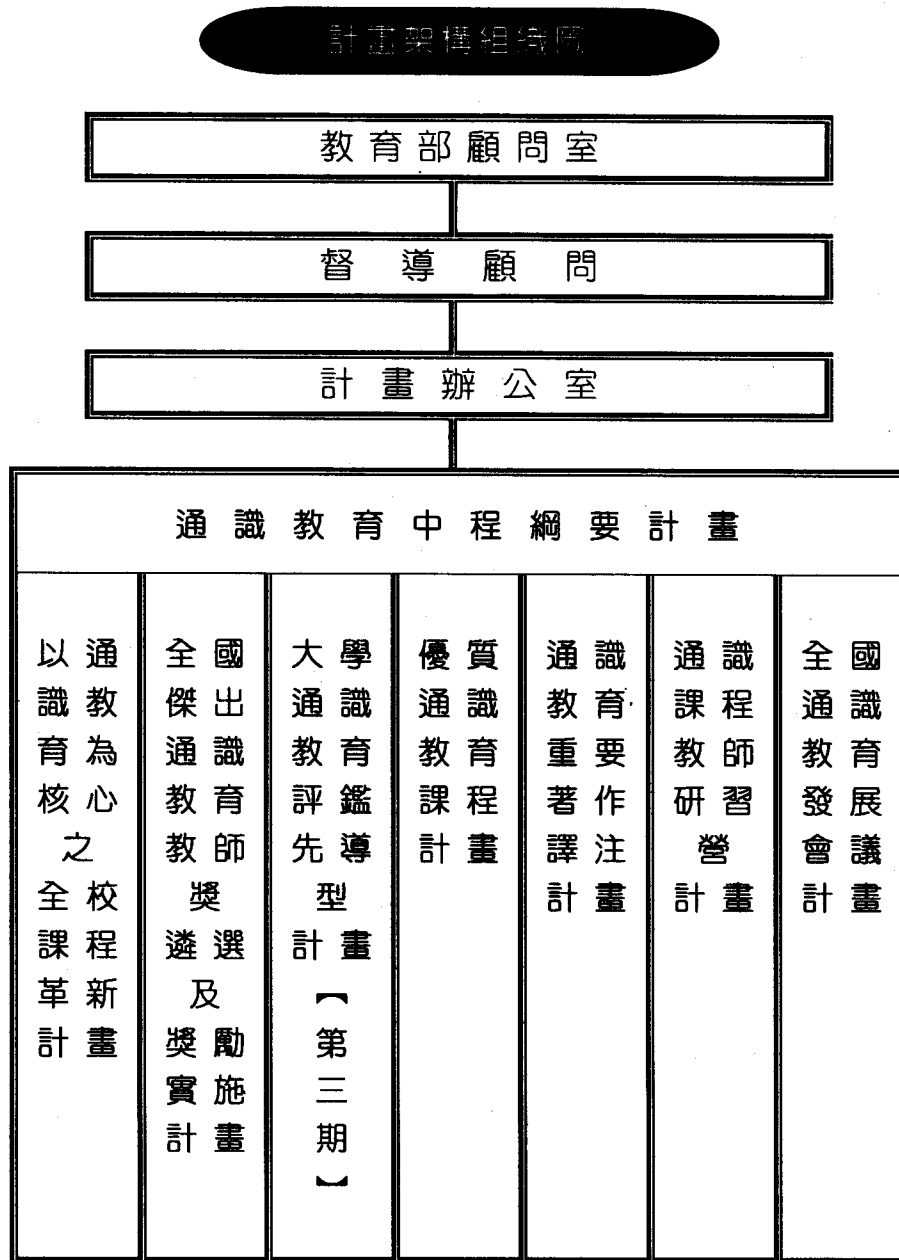 計畫架構組織圖
教育部顧問室
督導顧問
計畫辦公室
通識教育中程綱要計畫
以通
識教
育為
核心
之
全校
課程
革新
計畫
全國
傑出
通識
教育
教師
獎
遴選
及
獎勵
實施
計畫
大學
通識
教育
評鑑
先導
型
計畫
【
第
三
期
】
優質
通識
教育
課程
計畫
通識
教育
重要
著作
譯注
計畫
通識
課程
教師
研習
營
計畫
全國
通識
教育
發展
會議
計畫